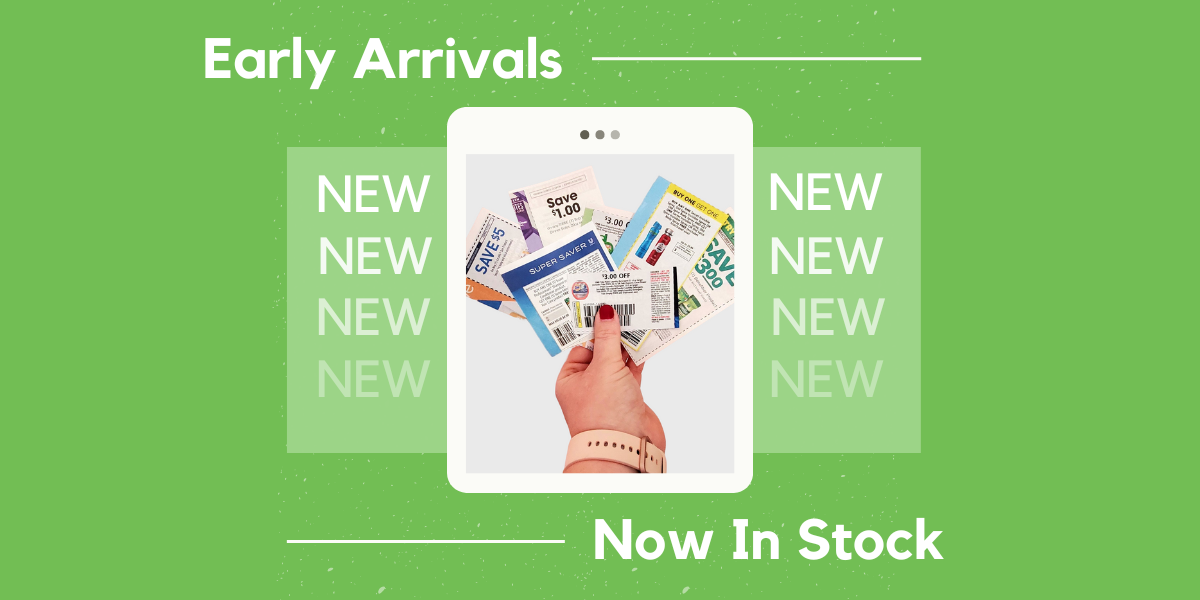 Early Arrivals
NEW
NEW
NEW
NEW
NEW
NEW
NEW
NEW
Save
$1.00
SAVE $5
$3.00
SUPER SAVER
BUY ONE GET ONE
SAVE
$3.00 OFF
Now In Stock